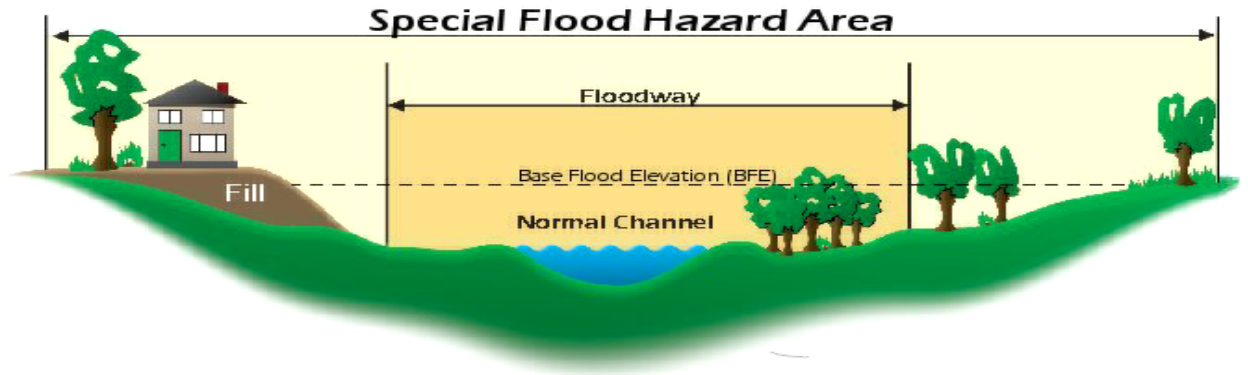 Special Flood Hazard Area
Floodway
Base Flood Elevation (BFE)
Fill
Normal Channel